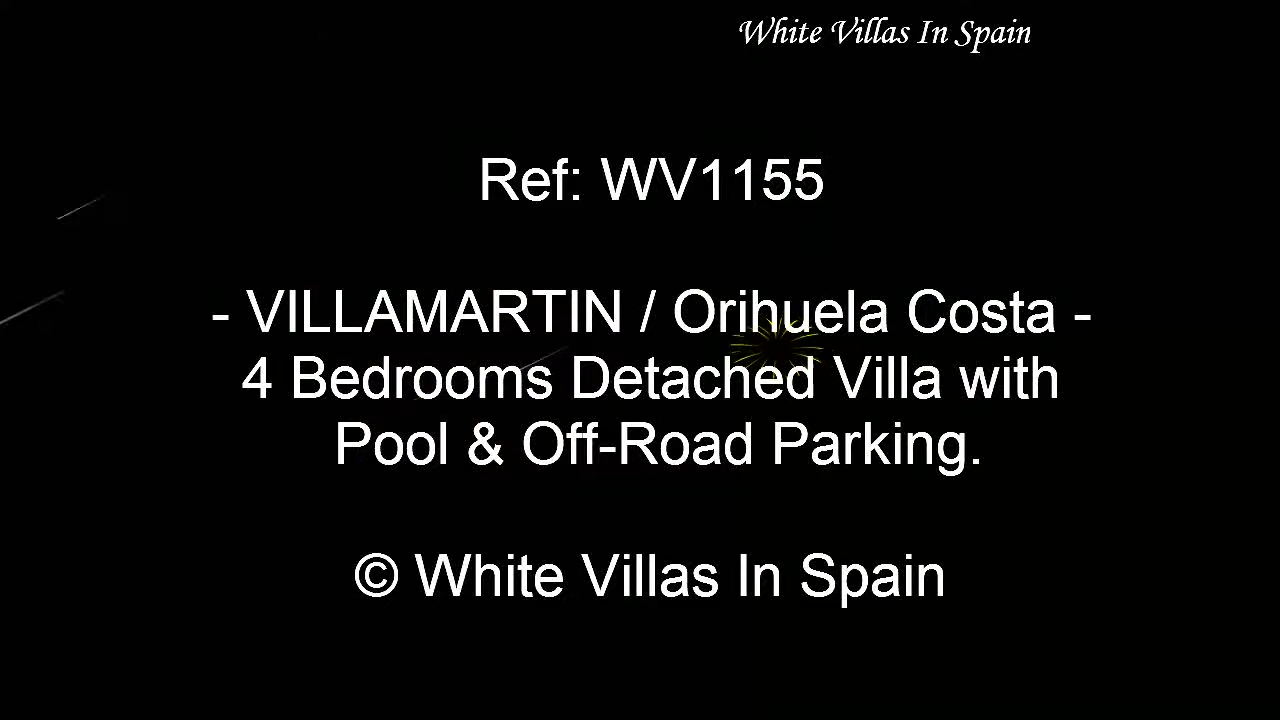 White Villas In Spain
Ref: WV1155
- VILLAMARTIN / Orihuela Costa -
4 Bedrooms Detached Villa with
Pool & Off-Road Parking.
© White Villas In Spain